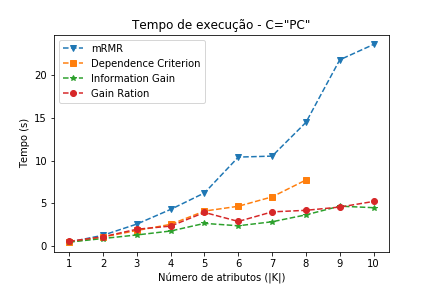 Tempo de execução - C="PC"
mRMR
Dependence Criterion
Information Gain
Gain Ration
Tempo (s)
20
15
10
5
0
1 2 3 4 5 6 7 8 9 10
Número de atributos (|K|)